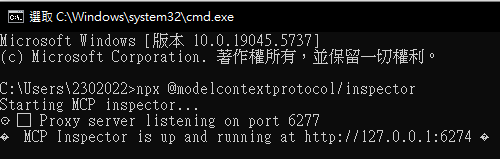 選取 C:\Windows\system32\cmd.exe
Microsoft Windows [版本 10.0.19045.5737]
(c) Microsoft Corporation. 著作權所有，並保留一切權利。
C:\Users\2302022>npx @modelcontextprotocol/inspector
Starting MCP inspector...
⚙ □ Proxy server listening on port 6277
� MCP Inspector is up and running at http://127.0.0.1:6274 �